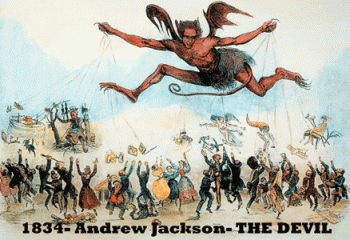 1834- Andrew Jackson- THE DEVIL